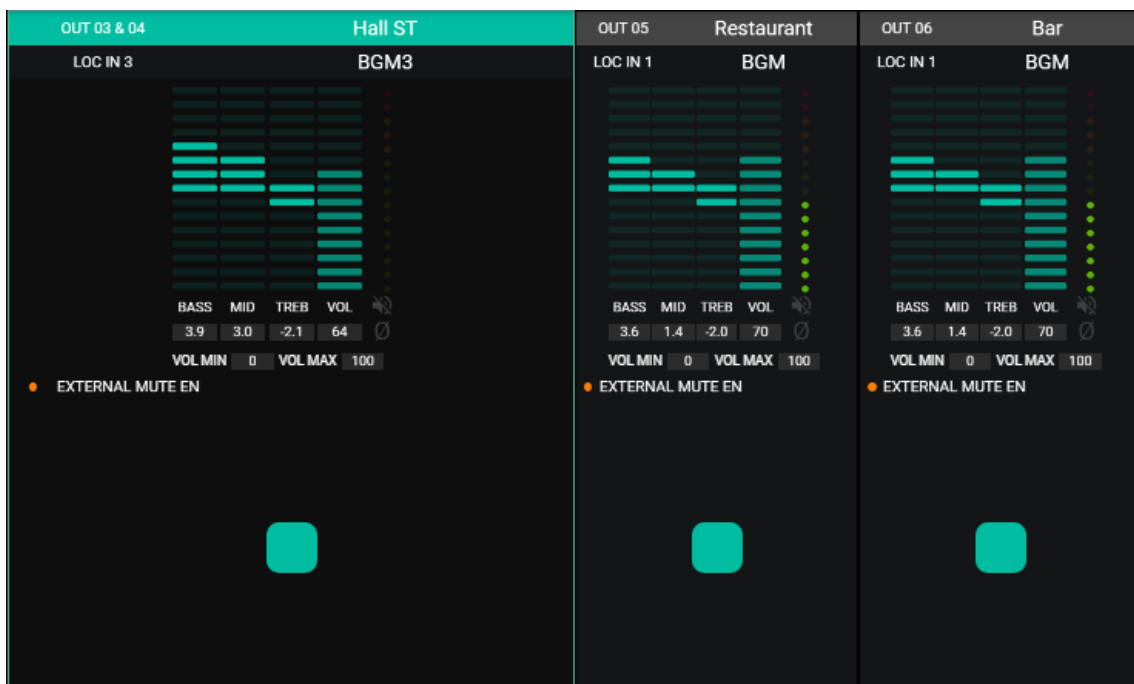 OUT 03 & 04 Hall ST
LOC IN 3 BGM3
BASS MID TREB VOL
3.9 3.0 -2.1 64 Ø
VOL MIN 0 VOL MAX 100
EXTERNAL MUTE EN
OUT 05 Restaurant
LOC IN 1 BGM
BASS MID TREB VOL
3.6 1.4 -2.0 70 Ø
VOL MIN 0 VOL MAX 100
EXTERNAL MUTE EN
OUT 06 Bar
LOC IN 1 BGM
BASS MID TREB VOL
3.6 1.4 -2.0 70 Ø
VOL MIN 0 VOL MAX 100
EXTERNAL MUTE EN